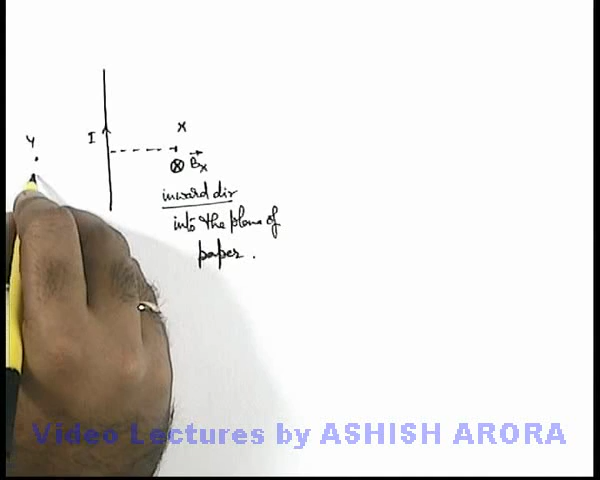 X
Y
I
⊗ B⃗x
inward dir
into the plane of
paper.
Video Lectures by ASHISH ARORA